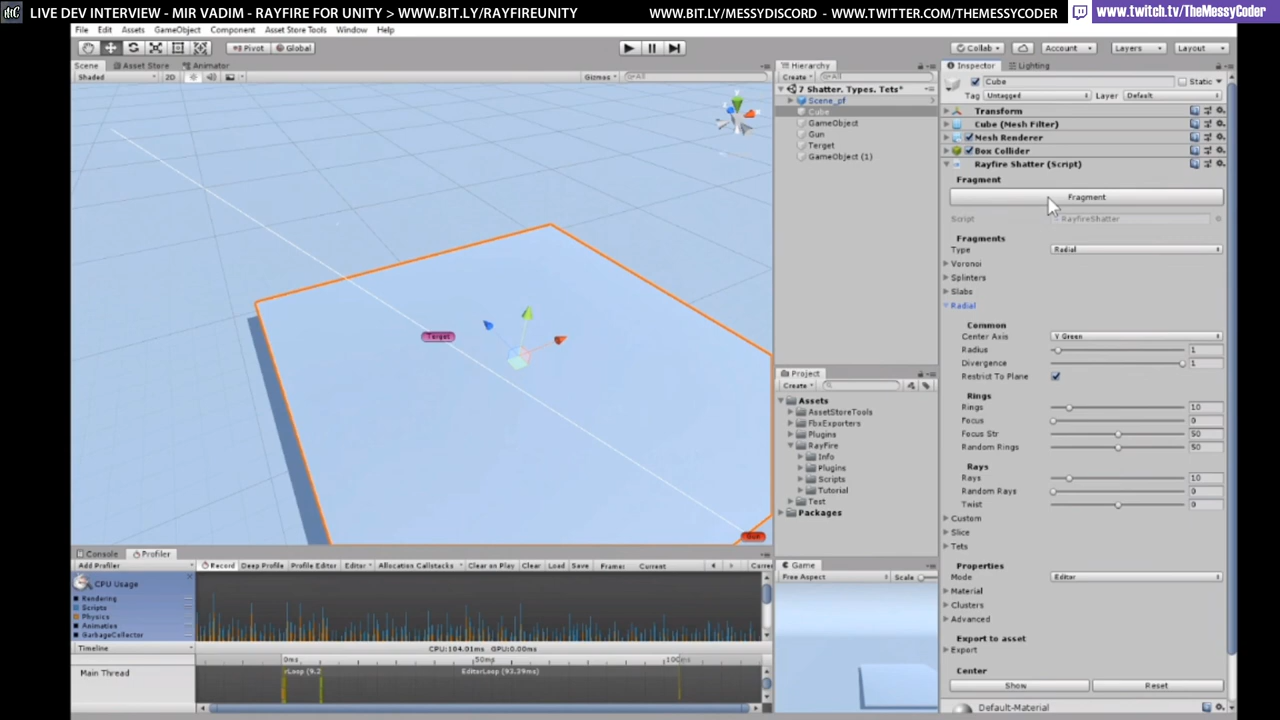 LIVE DEV INTERVIEW - MIR VADIM - RAYFIRE FOR UNITY > WWW.BIT.LY/RAYFIREUNITY
WWW.BIT.LY/MESSYDISCORD - WWW.TWITTER.COM/THEMESSYCODER
www.twitch.tv/TheMessyCoder
File Edit Assets GameObject Component Asset Store Tools Window Help
Pivot Global
Collab Account Layers Layout
Scene Asset Store Animator
Shaded 2D Gizmos All
Target
Gun
Hierarchy
Create All
7 Shatter. Types. Tets*
Scene_pf
Cube
GameObject
Gun
Terget
GameObject (1)
Project
Create
Assets
AssetStoreTools
FbxExporters
Plugins
RayFire
Info
Plugins
Scripts
Tutorial
Test
Packages
Inspector Lighting
Cube Static
Tag Untagged Layer Default
Transform
Cube (Mesh Filter)
Mesh Renderer
Box Collider
Rayfire Shatter (Script)
Fragment
Fragment
Script RayfireShatter
Fragments
Type Radial
Voronoi
Splinters
Slabs
Radial
Common
Center Axis Y Green
Radius 1
Divergence 1
Restrict To Plane
Rings
Rings 10
Focus 0
Focus Str 50
Random Rings 50
Rays
Rays 10
Random Rays 0
Twist 0
Custom
Slice
Tets
Properties
Mode Editor
Material
Clusters
Advanced
Export to asset
Export
Center
Show Reset
Default-Material
Console Profiler
Add Profiler Record Deep Profile Profile Editor Editor Allocation Callstacks Clear on Play Clear Load Save Frame: Current
CPU Usage
Rendering
Scripts
Physics
Animation
GarbageCollector
Timeline CPU:104.01ms GPU:0.00ms
0ms 50ms 100ms
Main Thread
EditorLoop (93.29ms)
Game
Free Aspect Scale